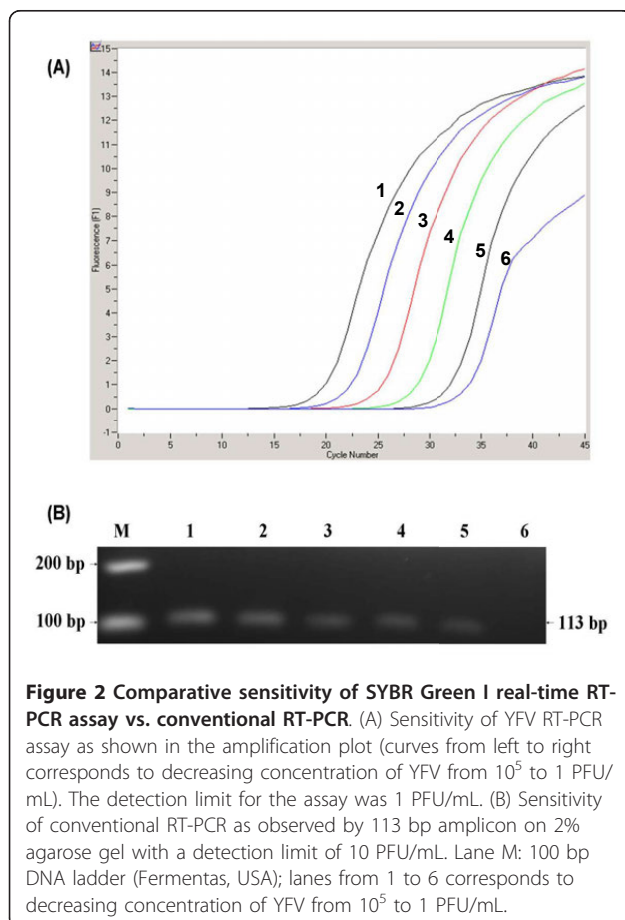 (A)
15
14
13
12
11
10
9
8
7
6
5
4
3
2
1
0
-1
Fluorescence (F1)
1
2
3
4
5
6
0 5 10 15 20 25 30 35 40 45
Cycle Number
(B)
M 1 2 3 4 5 6
200 bp
100 bp 113 bp
Figure 2 Comparative sensitivity of SYBR Green I real-time RT-
PCR assay vs. conventional RT-PCR. (A) Sensitivity of YFV RT-PCR
assay as shown in the amplification plot (curves from left to right
corresponds to decreasing concentration of YFV from 10⁵ to 1 PFU/
mL). The detection limit for the assay was 1 PFU/mL. (B) Sensitivity
of conventional RT-PCR as observed by 113 bp amplicon on 2%
agarose gel with a detection limit of 10 PFU/mL. Lane M: 100 bp
DNA ladder (Fermentas, USA); lanes from 1 to 6 corresponds to
decreasing concentration of YFV from 10⁵ to 1 PFU/mL.